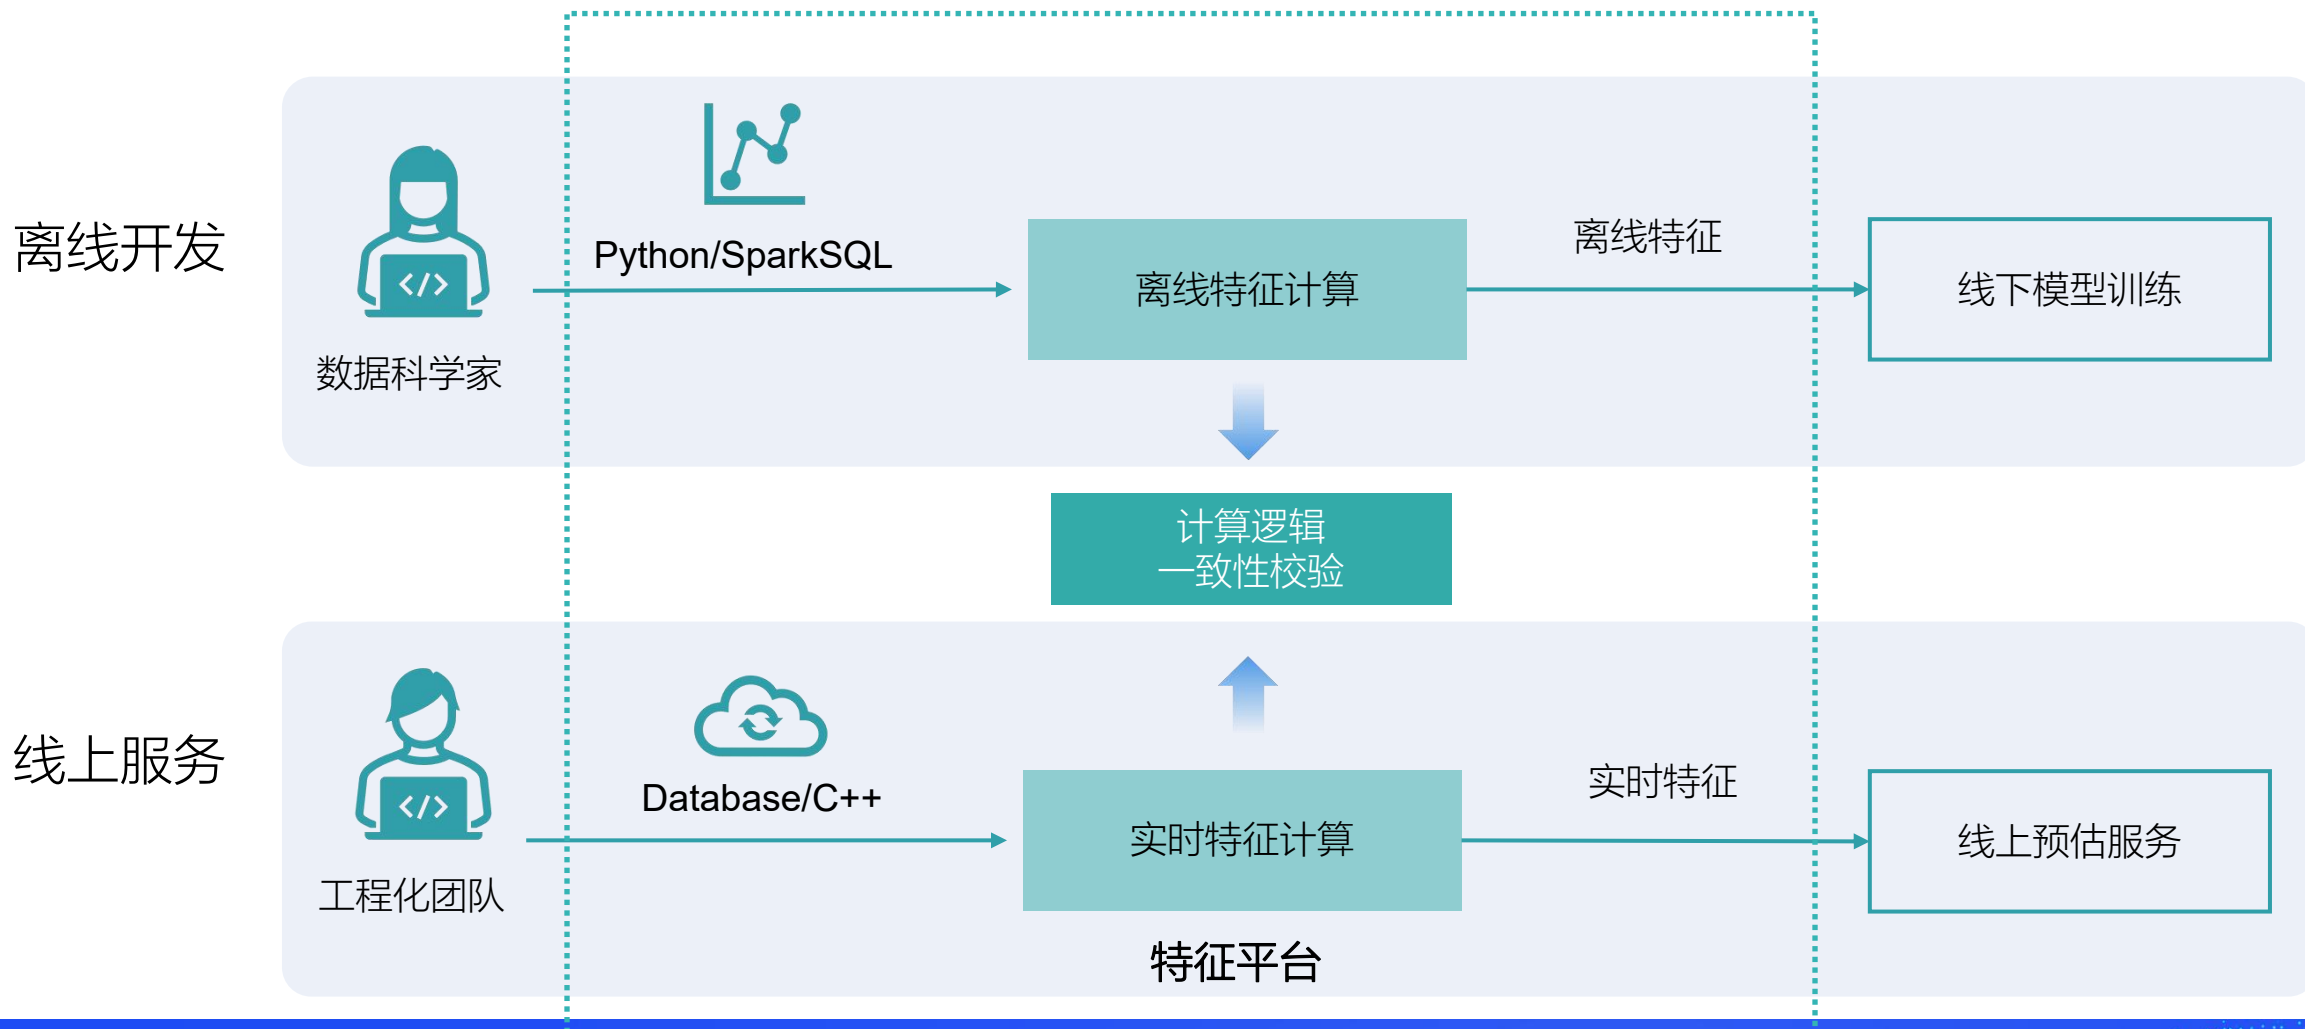 离线开发
Python/SparkSQL
离线特征计算
离线特征
线下模型训练
数据科学家
计算逻辑
一致性校验
线上服务
Database/C++
实时特征计算
实时特征
线上预估服务
工程化团队
特征平台